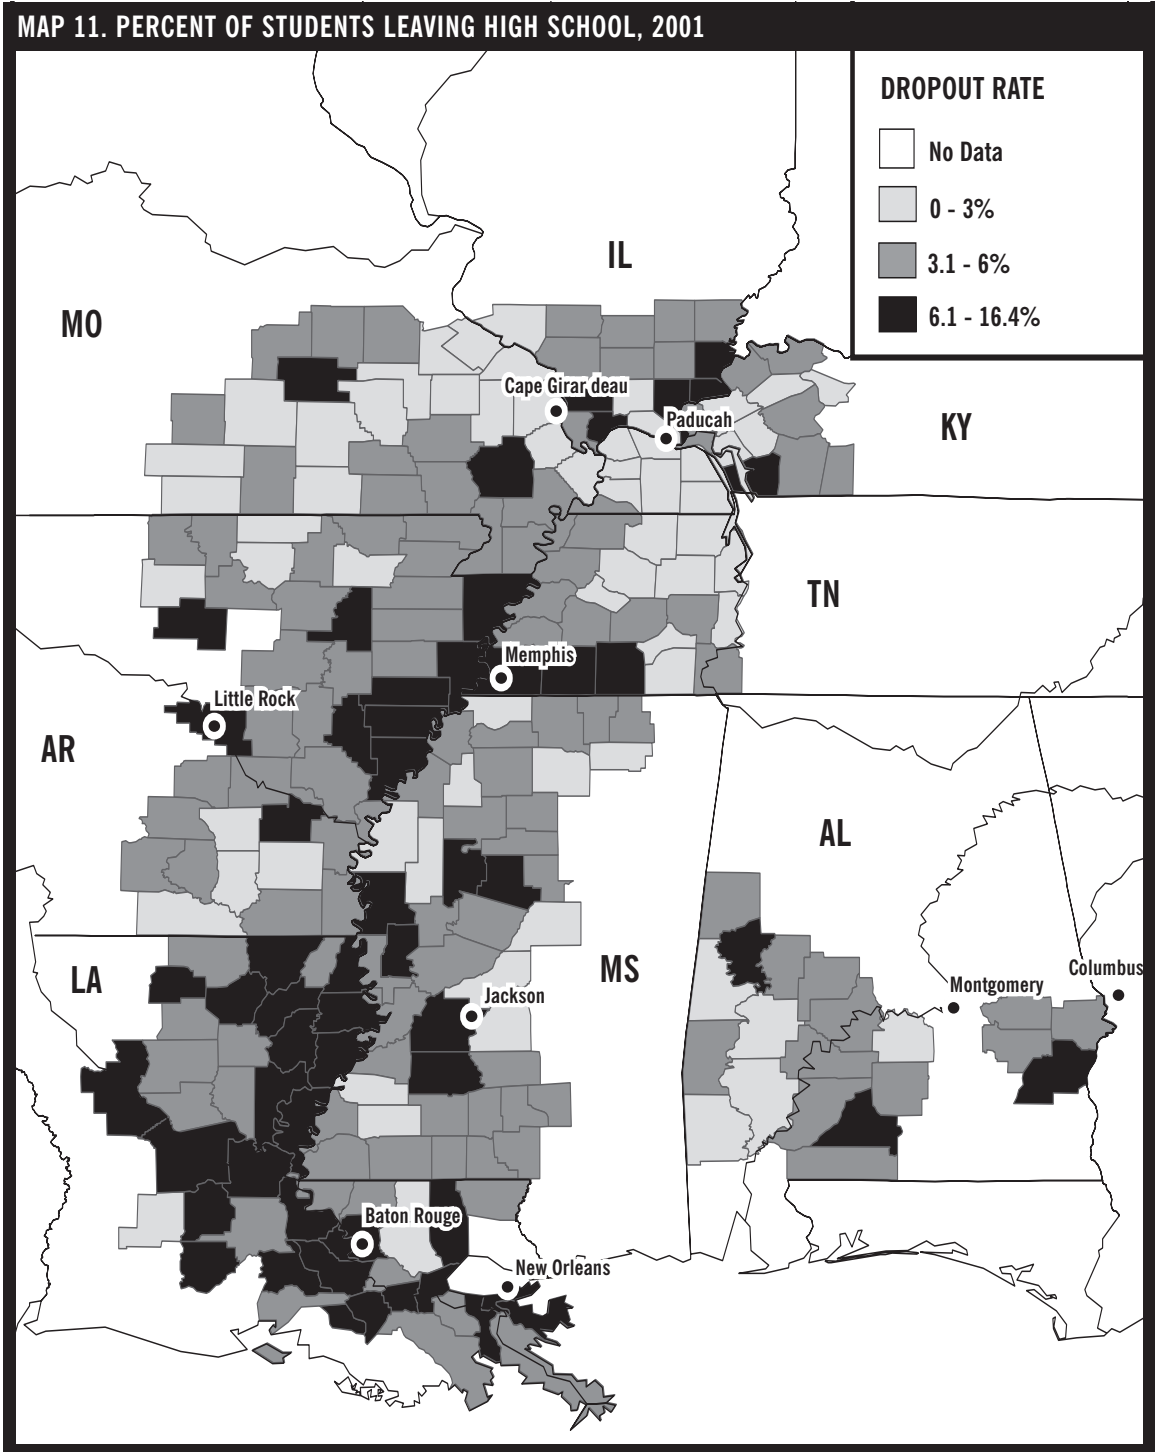 MAP 11. PERCENT OF STUDENTS LEAVING HIGH SCHOOL, 2001
DROPOUT RATE
No Data
0 - 3%
3.1 - 6%
6.1 - 16.4%
IL
MO
Cape Girardeau
Paducah
KY
TN
Memphis
Little Rock
AR
AL
MS
LA
Columbus
Montgomery
Jackson
Baton Rouge
New Orleans